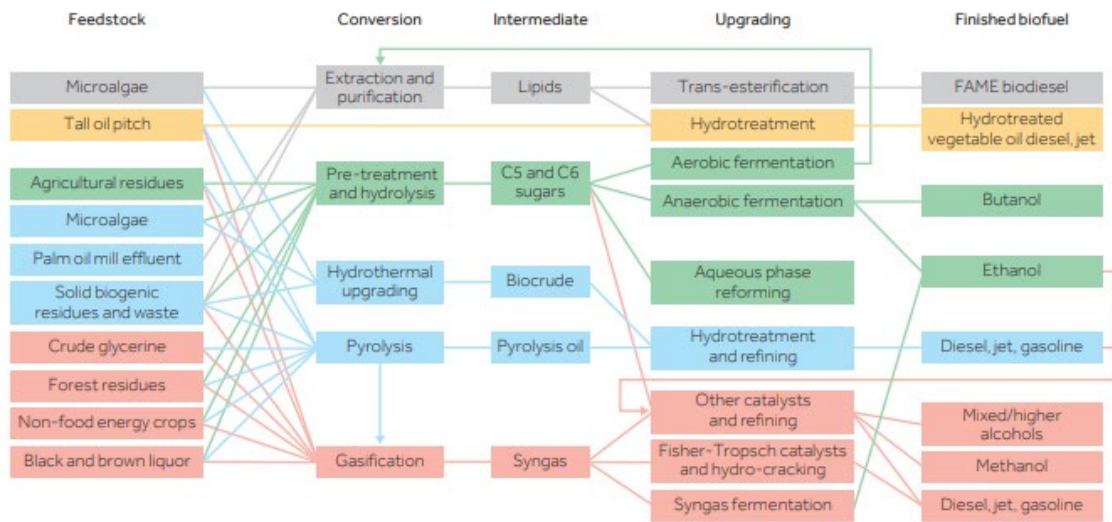 Feedstock
Conversion
Intermediate
Upgrading
Finished biofuel
Microalgae
Tall oil pitch
Agricultural residues
Microalgae
Palm oil mill effluent
Solid biogenic
residues and waste
Crude glycerine
Forest residues
Non-food energy crops
Black and brown liquor
Extraction and
purification
Pre-treatment
and hydrolysis
Hydrothermal
upgrading
Pyrolysis
Gasification
Lipids
C5 and C6
sugars
Biocrude
Pyrolysis oil
Syngas
Trans-esterification
Hydrotreatment
Aerobic fermentation
Anaerobic fermentation
Aqueous phase
reforming
Hydrotreatment
and refining
Other catalysts
and refining
Fisher-Tropsch catalysts
and hydro-cracking
Syngas fermentation
FAME biodiesel
Hydrotreated
vegetable oil diesel, jet
Butanol
Ethanol
Diesel, jet, gasoline
Mixed/higher
alcohols
Methanol
Diesel, jet, gasoline